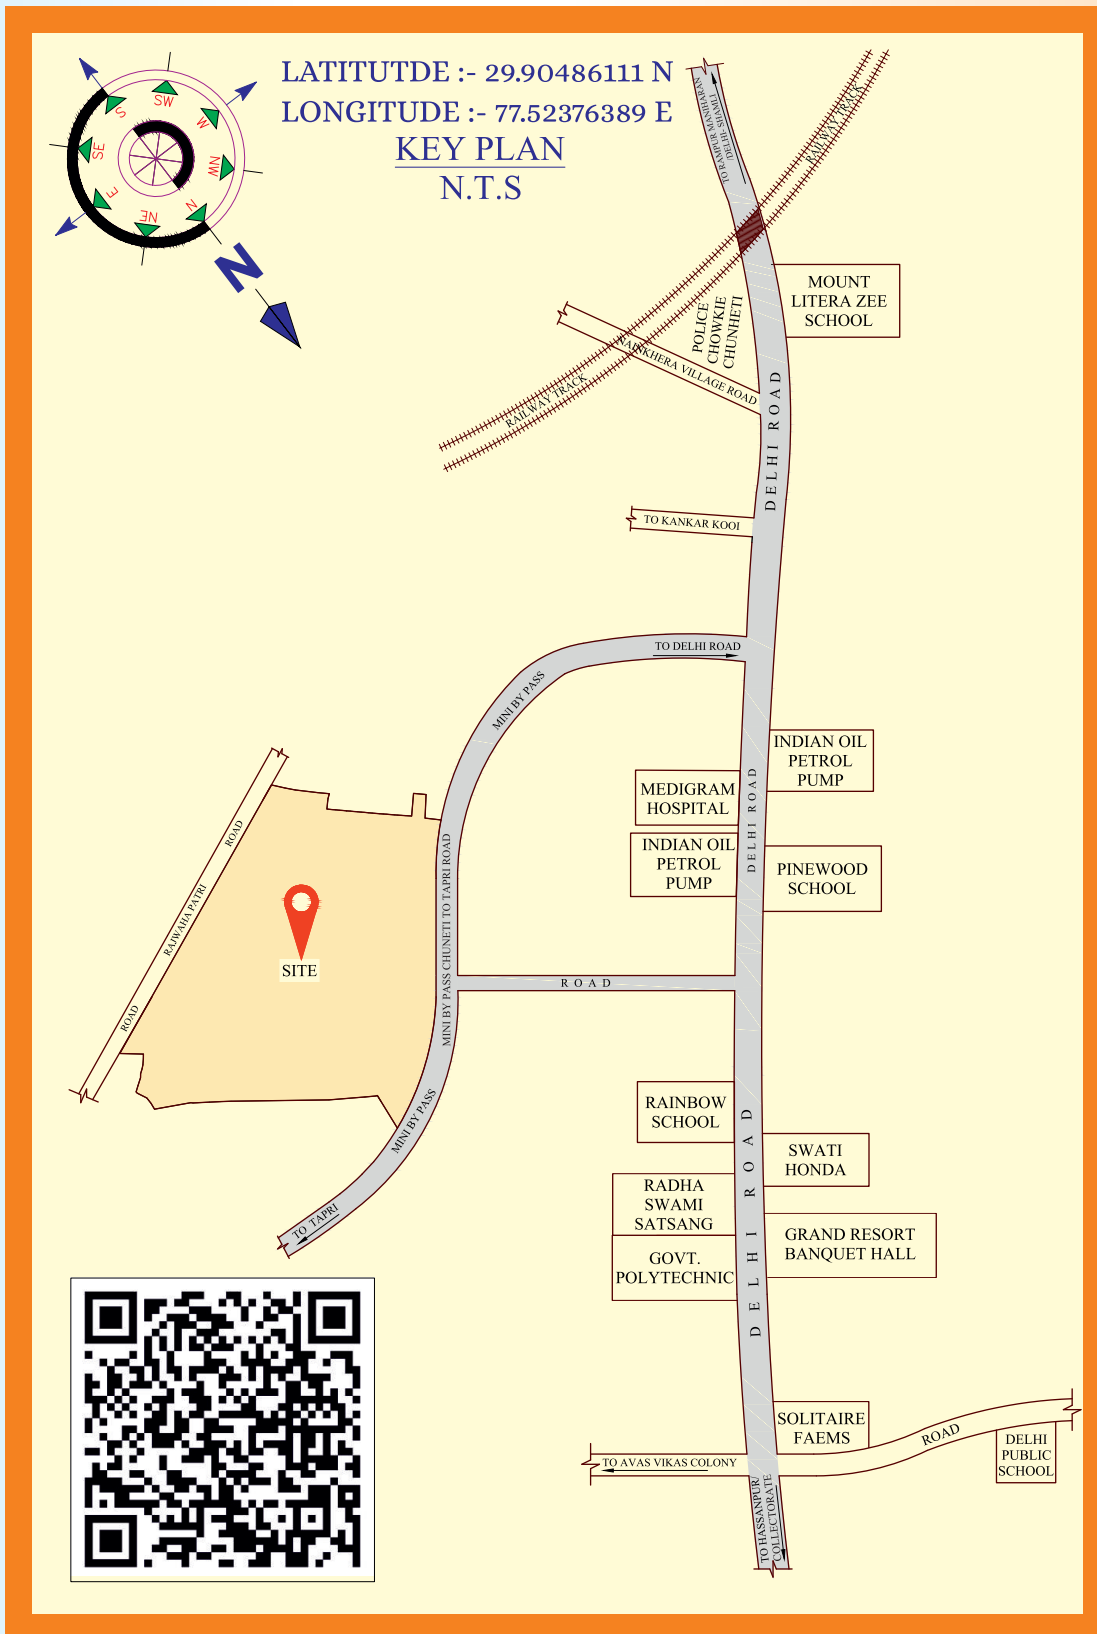 LATITUTDE :- 29.90486111 N
LONGITUDE :- 77.52376389 E
KEY PLAN
N.T.S
S
SW
W
NW
N
NE
E
SE
N
TO RAMPUR MANIHARAN
/DELHI- SHAMLI
RAILWAY TRACK
MOUNT
LITERA ZEE
SCHOOL
POLICE
CHOWKIE
CHUNHETI
NAINKHERA VILLAGE ROAD
RAILWAY TRACK
DELHI ROAD
TO KANKAR KOOI
TO DELHI ROAD
MINI BY PASS
INDIAN OIL
PETROL
PUMP
MEDIGRAM
HOSPITAL
DELHI ROAD
INDIAN OIL
PETROL
PUMP
PINEWOOD
SCHOOL
ROAD
RAJWAHA PATRI
ROAD
SITE
MINI BY PASS CHUNETI TO TAPRI ROAD
ROAD
MINI BY PASS
TO TAPRI
RAINBOW
SCHOOL
SWATI
HONDA
RADHA
SWAMI
SATSANG
GRAND RESORT
BANQUET HALL
GOVT.
POLYTECHNIC
DELHI ROAD
SOLITAIRE
FAEMS
ROAD
DELHI
PUBLIC
SCHOOL
TO AVAS VIKAS COLONY
TO HASSANPUR/
COLLECTORATE